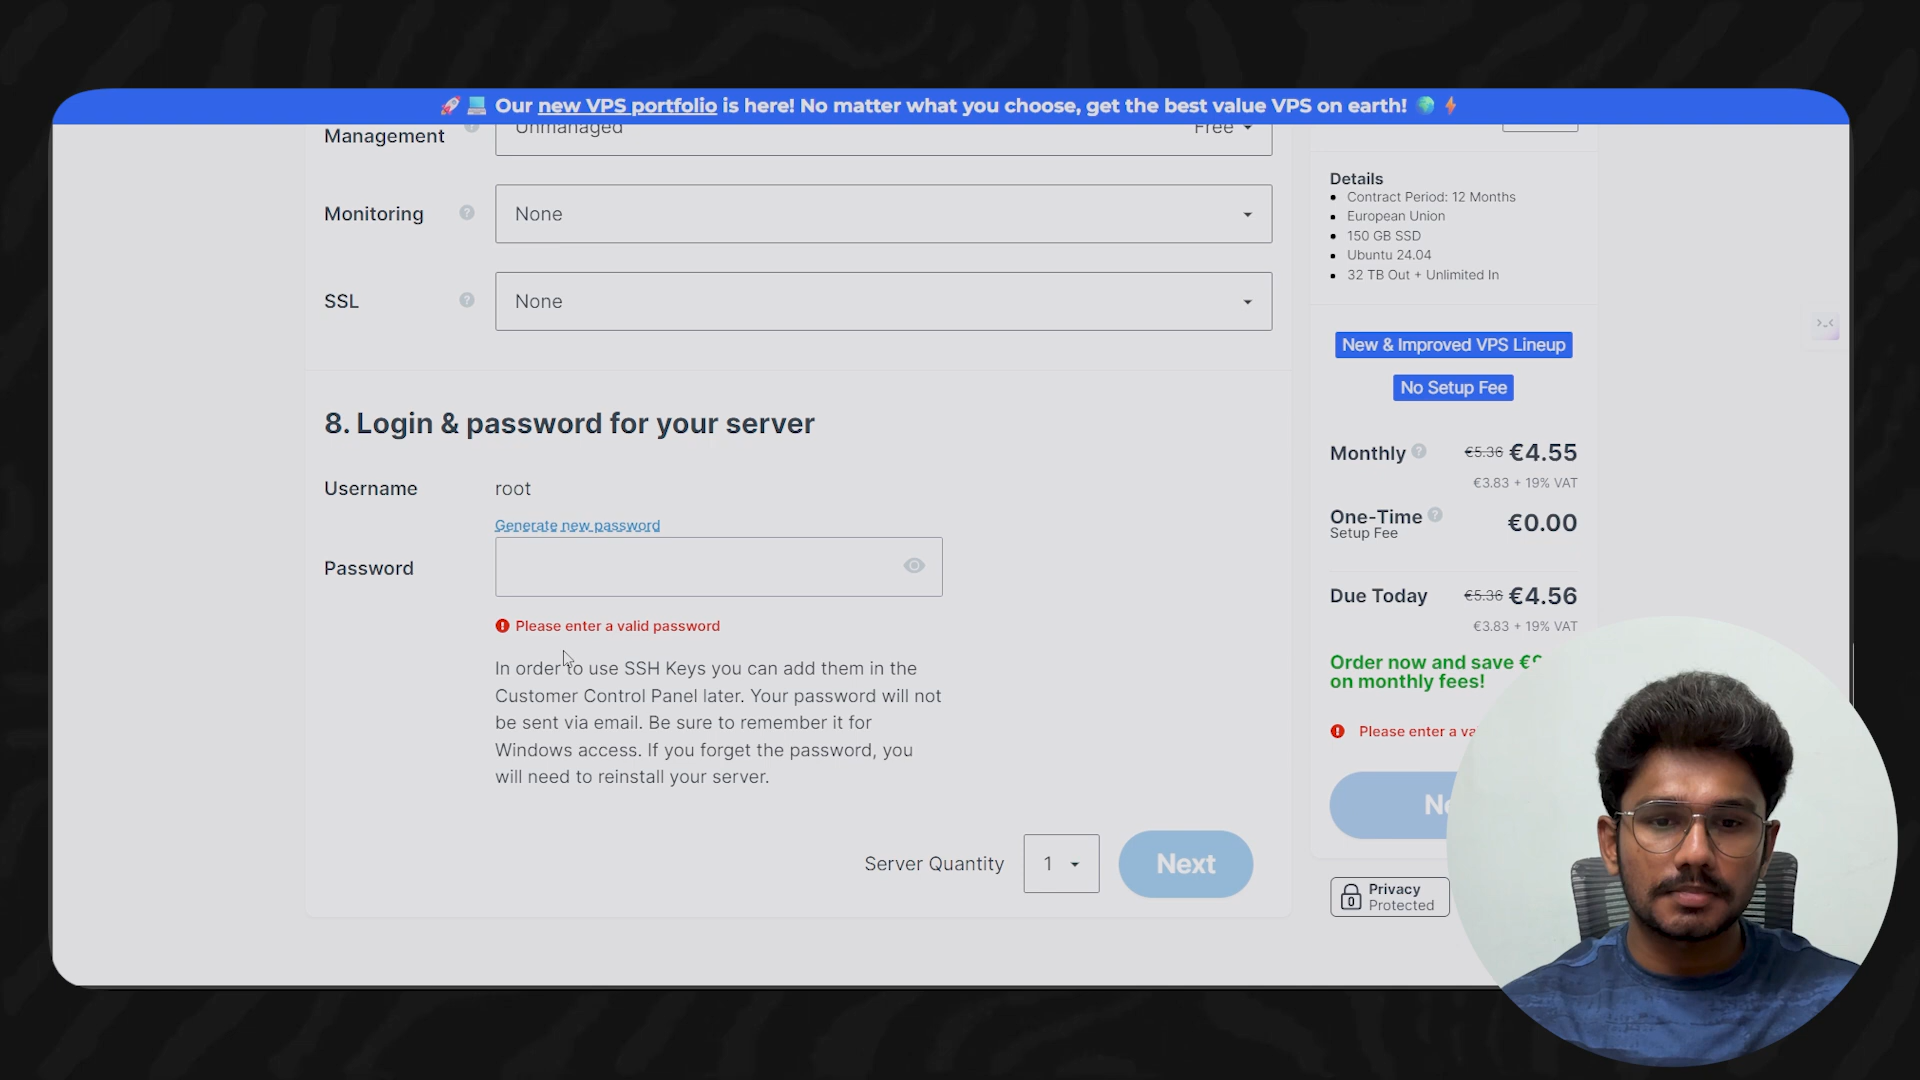 Our new VPS portfolio is here! No matter what you choose, get the best value VPS on earth!
Management
Unmanaged
Free
Monitoring
None
SSL
None
8. Login & password for your server
Username
root
Generate new password
Password
Please enter a valid password
In order to use SSH Keys you can add them in the
Customer Control Panel later. Your password will not
be sent via email. Be sure to remember it for
Windows access. If you forget the password, you
will need to reinstall your server.
Server Quantity
1
Next
Details
Contract Period: 12 Months
European Union
150 GB SSD
Ubuntu 24.04
32 TB Out + Unlimited In
New & Improved VPS Lineup
No Setup Fee
Monthly
€5.36 €4.55
€3.83 + 19% VAT
One-Time
Setup Fee
€0.00
Due Today
€5.36 €4.56
€3.83 + 19% VAT
Order now and save
on monthly fees!
Please enter a
Privacy
Protected